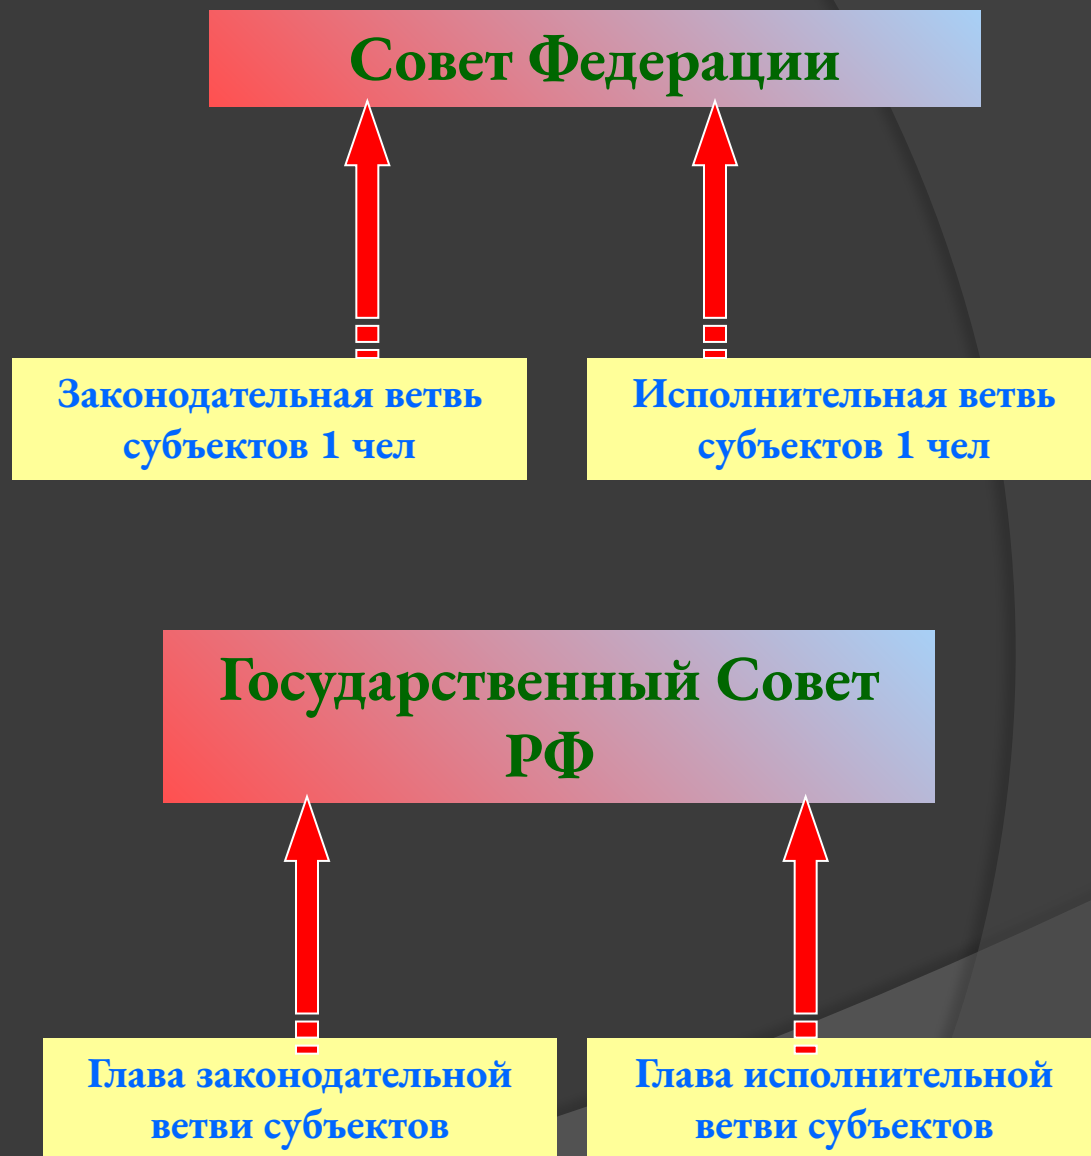 Совет Федерации
Законодательная ветвь
субъектов 1 чел
Исполнительная ветвь
субъектов 1 чел
Государственный Совет
РФ
Глава законодательной
ветви субъектов
Глава исполнительной
ветви субъектов